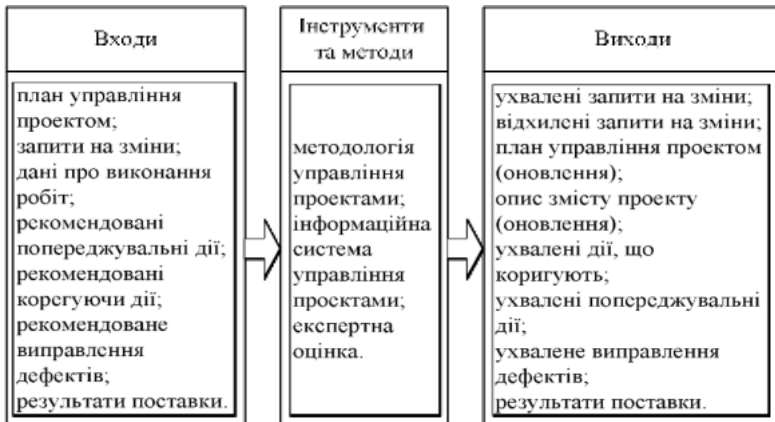 Входи
план управління
проектом;
запити на зміни;
дані про виконання
робіт;
рекомендовані
попереджувальні дії;
рекомендовані
корегуючи дії;
рекомендоване
виправлення
дефектів;
результати поставки.
Інструменти
та методи
методологія
управління
проектами;
інформаційна
система
управління
проектами;
експертна
оцінка.
Виходи
ухвалені запити на зміни;
відхилені запити на зміни;
план управління проектом
(оновлення);
опис змісту проекту
(оновлення);
ухвалені дії, що
коригують;
ухвалені попереджувальні
дії;
ухвалене виправлення
дефектів;
результати поставки.